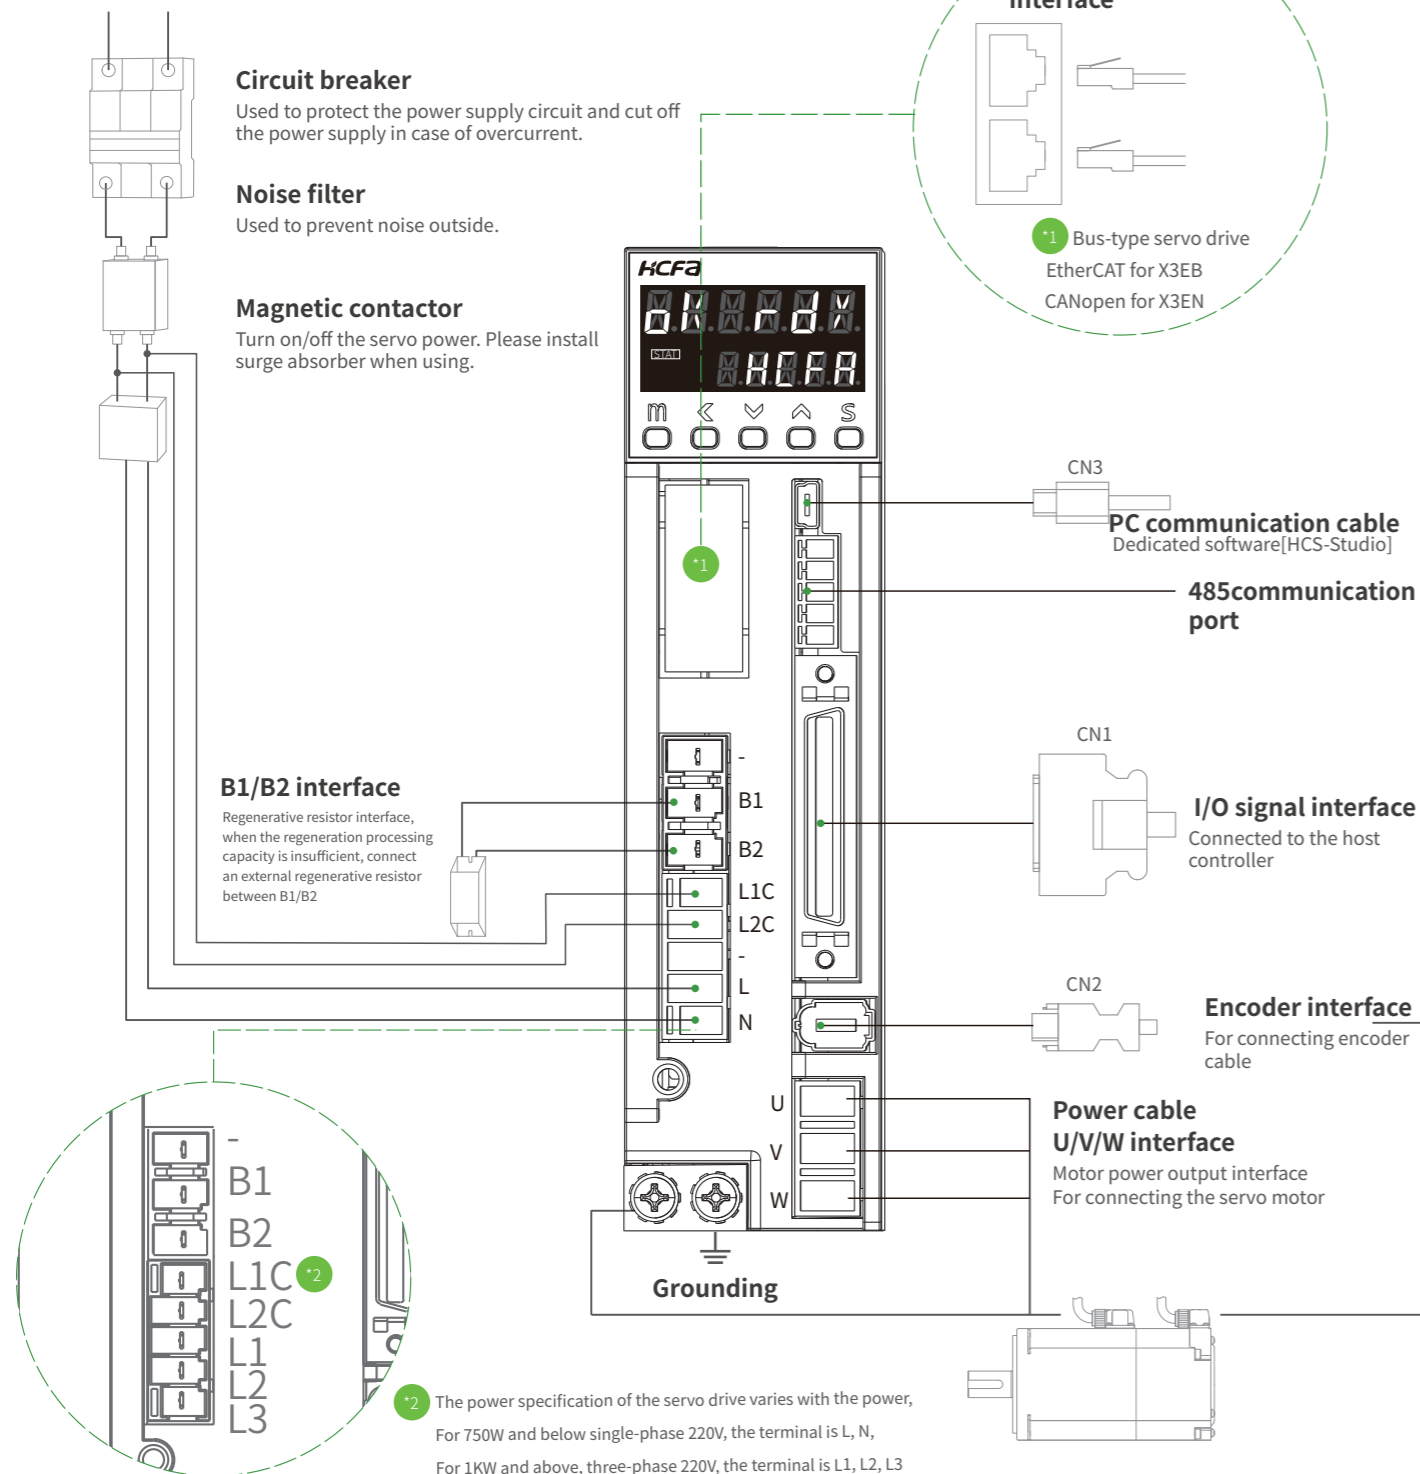 interface
Circuit breaker
Used to protect the power supply circuit and cut off
the power supply in case of overcurrent.
Noise filter
Used to prevent noise outside.
Magnetic contactor
Turn on/off the servo power. Please install
surge absorber when using.
*1 Bus-type servo drive
EtherCAT for X3EB
CANopen for X3EN
HCFa
STAT
HCFA
m
S
*1
CN3
PC communication cable
Dedicated software[HCS-Studio]
485communication
port
CN1
I/O signal interface
Connected to the host
controller
B1/B2 interface
Regenerative resistor interface,
when the regeneration processing
capacity is insufficient, connect
an external regenerative resistor
between B1/B2
-
B1
B2
L1C
L2C
-
L
N
CN2
Encoder interface
For connecting encoder
cable
U
V
W
Power cable
U/V/W interface
Motor power output interface
For connecting the servo motor
Grounding
-
B1
B2
L1C *2
L2C
L1
L2
L3
*2 The power specification of the servo drive varies with the power,
For 750W and below single-phase 220V, the terminal is L, N,
For 1KW and above, three-phase 220V, the terminal is L1, L2, L3